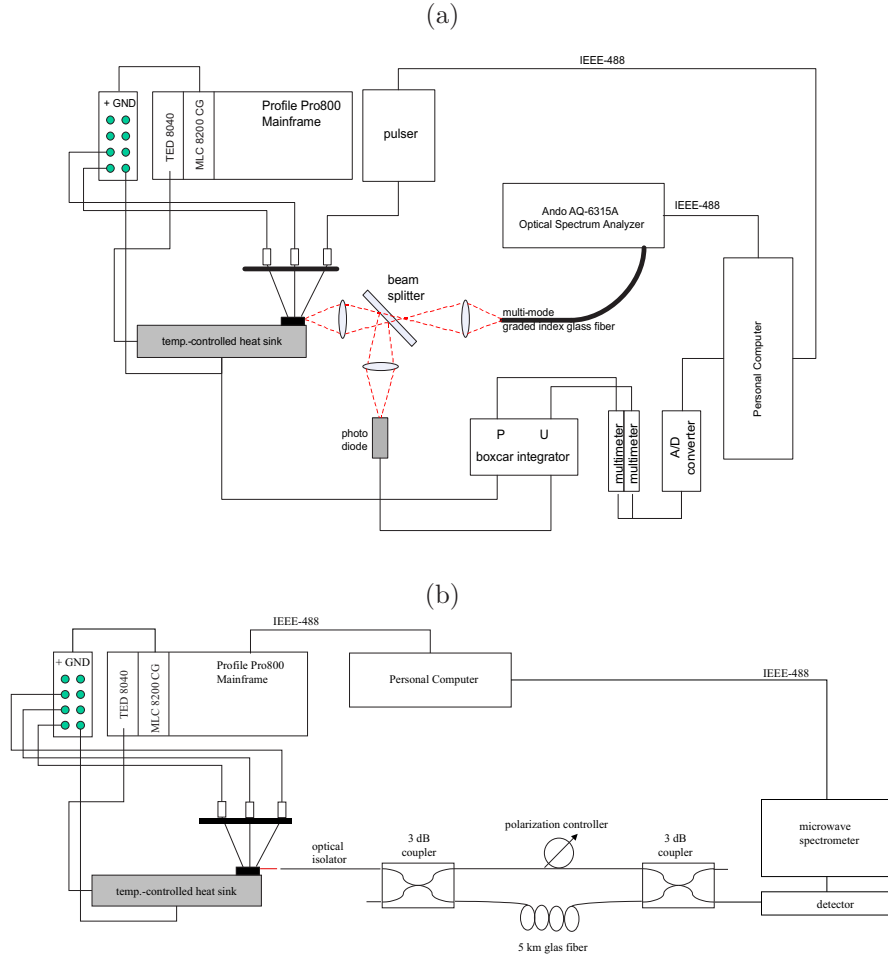 (a)
IEEE-488
+ GND
TED 8040
MLC 8200 CG
Profile Pro800
Mainframe
pulser
Ando AQ-6315A
Optical Spectrum Analyzer
IEEE-488
beam
splitter
multi-mode
graded index glass fiber
temp.-controlled heat sink
Personal Computer
photo
diode
P U
boxcar integrator
multimeter
multimeter
A/D
converter
(b)
IEEE-488
+ GND
TED 8040
MLC 8200 CG
Profile Pro800
Mainframe
Personal Computer
IEEE-488
optical
isolator
3 dB
coupler
polarization controller
3 dB
coupler
microwave
spectrometer
temp.-controlled heat sink
detector
5 km glas fiber